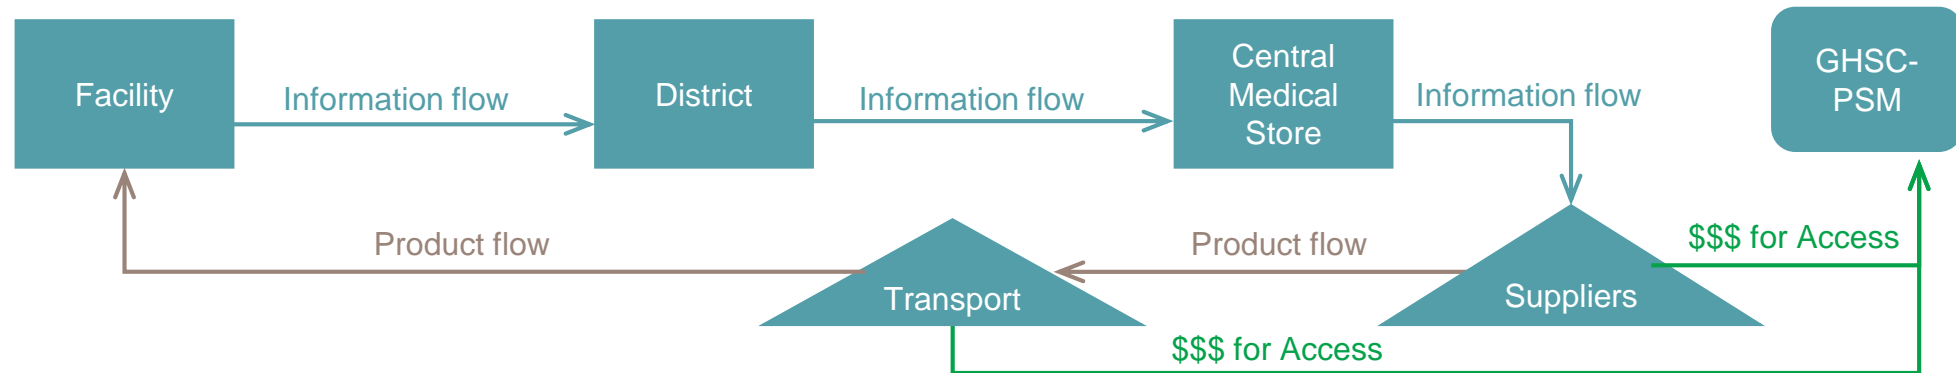 Facility
Information flow
District
Information flow
Central
Medical
Store
Information flow
GHSC-
PSM
Product flow
Transport
Product flow
Suppliers
$$$ for Access
$$$ for Access